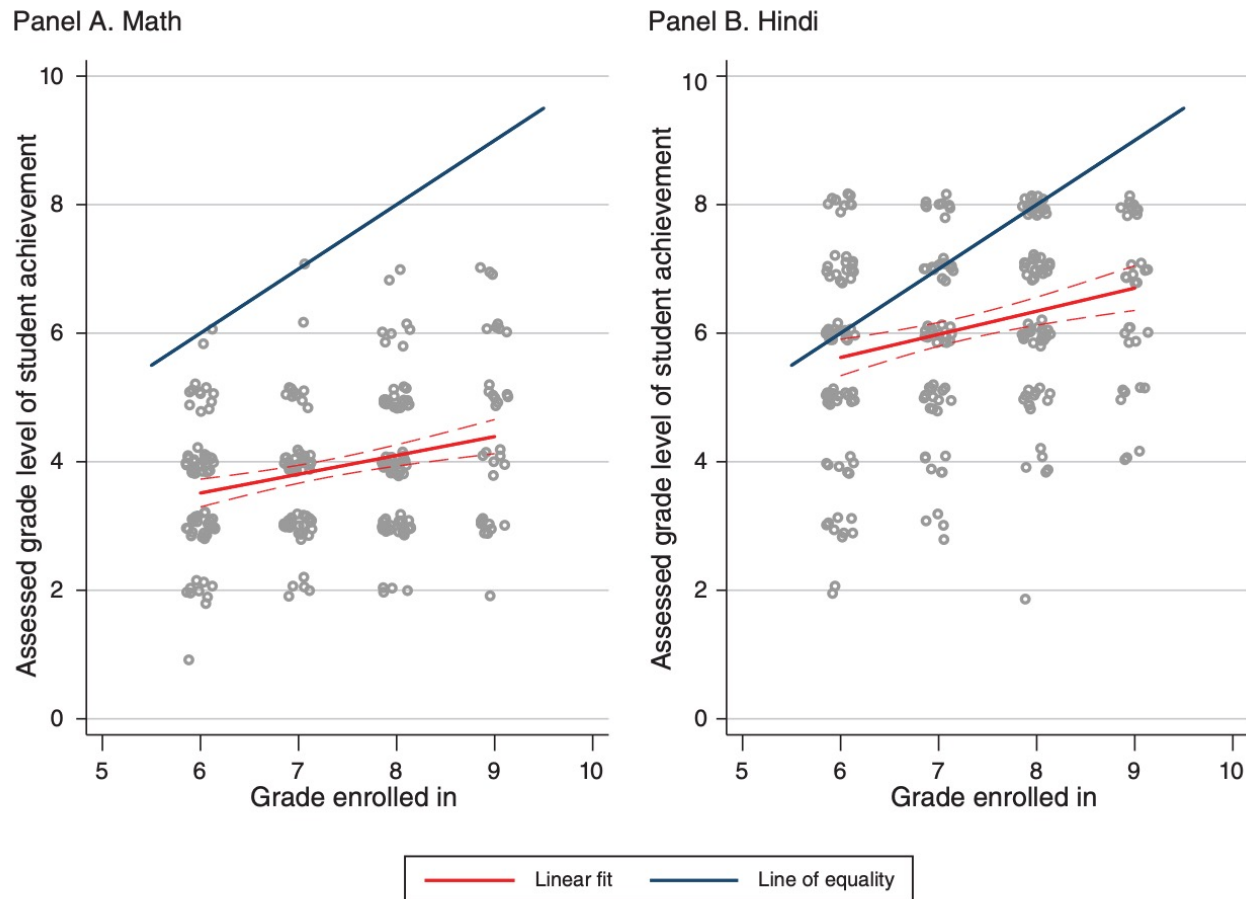 Panel A. Math
Assessed grade level of student achievement
10
8
6
4
2
0
5 6 7 8 9 10
Grade enrolled in
Panel B. Hindi
Assessed grade level of student achievement
10
8
6
4
2
0
5 6 7 8 9 10
Grade enrolled in
Linear fit Line of equality